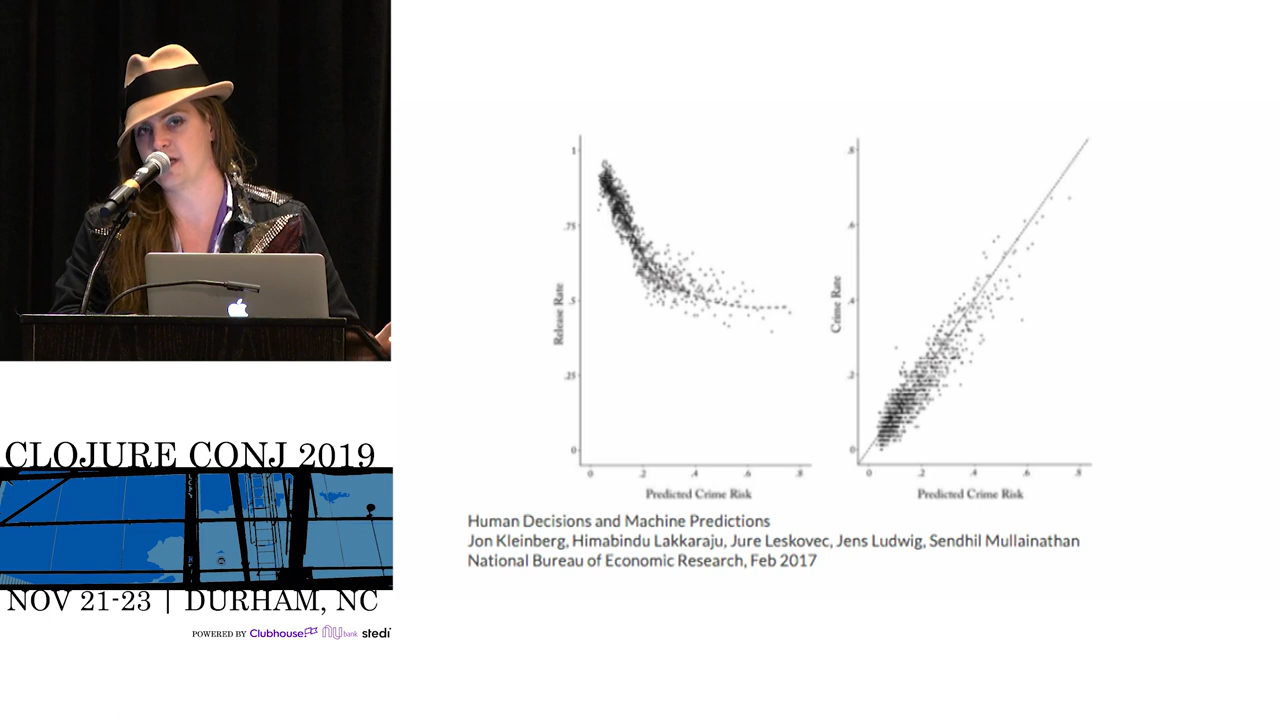 CLOJURE CONJ 2019
NOV 21-23 | DURHAM, NC
POWERED BY Clubhouse nu bank stedi
1
.75
.5
.25
0
Release Rate
0 .2 .4 .6 .8
Predicted Crime Risk
.8
.6
.4
.2
0
Crime Rate
0 .2 .4 .6 .8
Predicted Crime Risk
Human Decisions and Machine Predictions
Jon Kleinberg, Himabindu Lakkaraju, Jure Leskovec, Jens Ludwig, Sendhil Mullainathan
National Bureau of Economic Research, Feb 2017